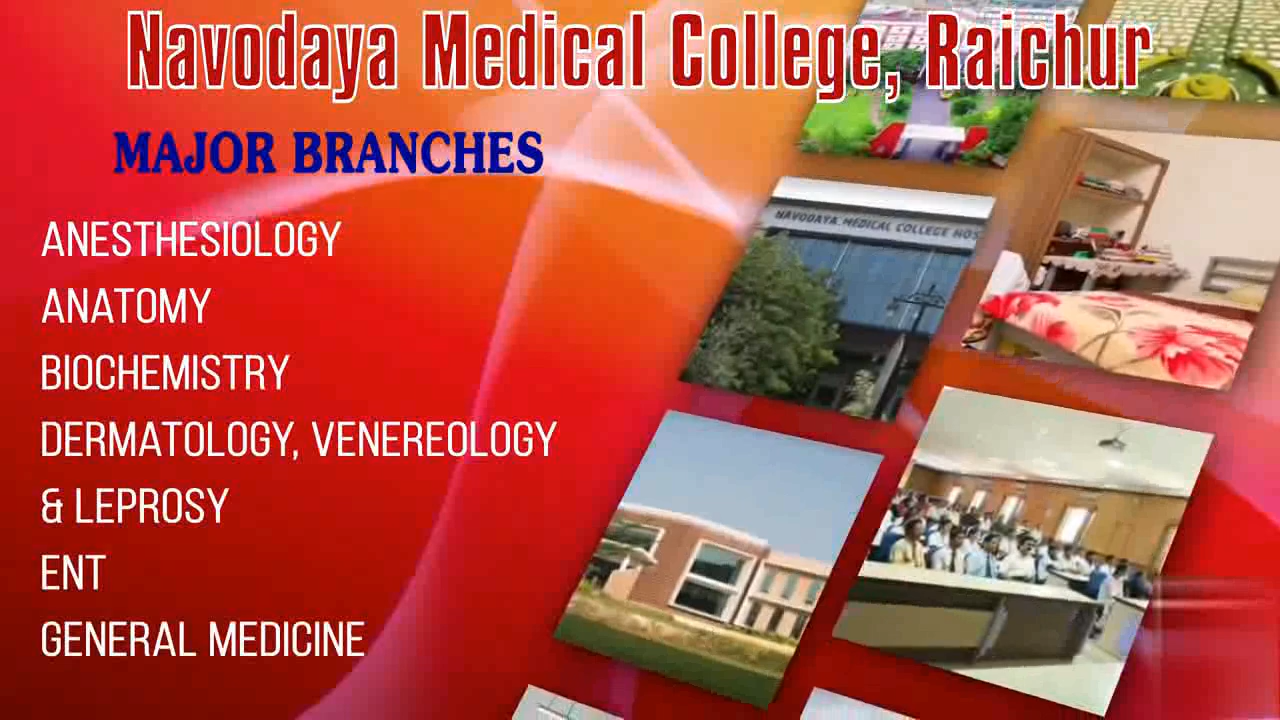 Navodaya Medical College, Raichur
MAJOR BRANCHES
NAVODAYA MEDICAL COLLEGE HOS
ANESTHESIOLOGY
ANATOMY
BIOCHEMISTRY
DERMATOLOGY, VENEREOLOGY
& LEPROSY
ENT
GENERAL MEDICINE